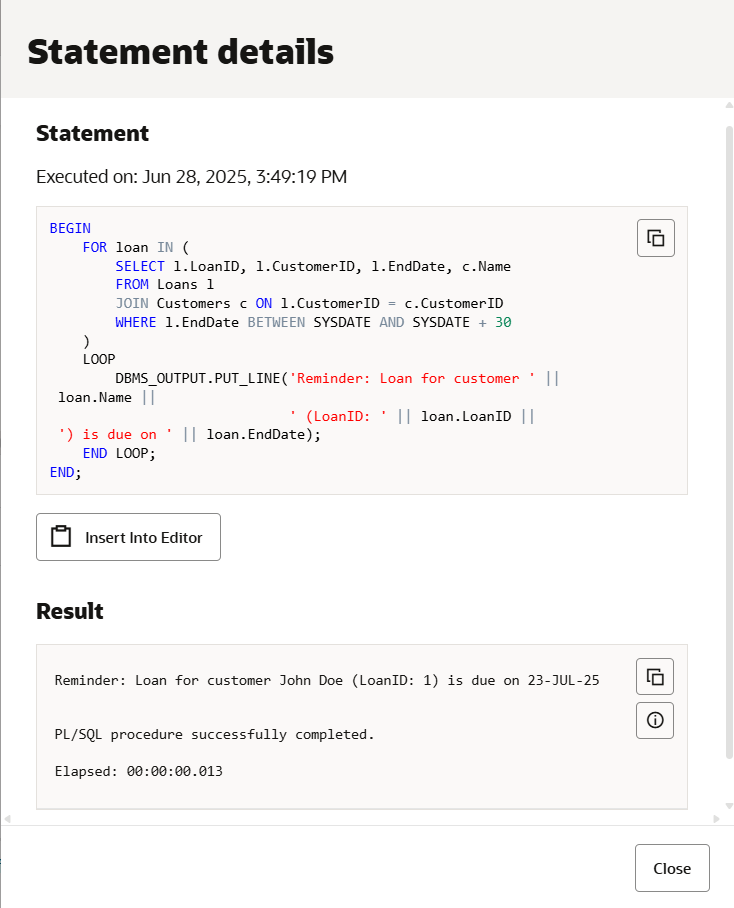 Statement details
Statement
Executed on: Jun 28, 2025, 3:49:19 PM
BEGIN
    FOR loan IN (
        SELECT l.LoanID, l.CustomerID, l.EndDate, c.Name
        FROM Loans l
        JOIN Customers c ON l.CustomerID = c.CustomerID
        WHERE l.EndDate BETWEEN SYSDATE AND SYSDATE + 30
    )
    LOOP
        DBMS_OUTPUT.PUT_LINE('Reminder: Loan for customer ' ||
 loan.Name ||
                             ' (LoanID: ' || loan.LoanID ||
 ') is due on ' || loan.EndDate);
    END LOOP;
END;
Insert Into Editor
Result
Reminder: Loan for customer John Doe (LoanID: 1) is due on 23-JUL-25
PL/SQL procedure successfully completed.
Elapsed: 00:00:00.013
Close